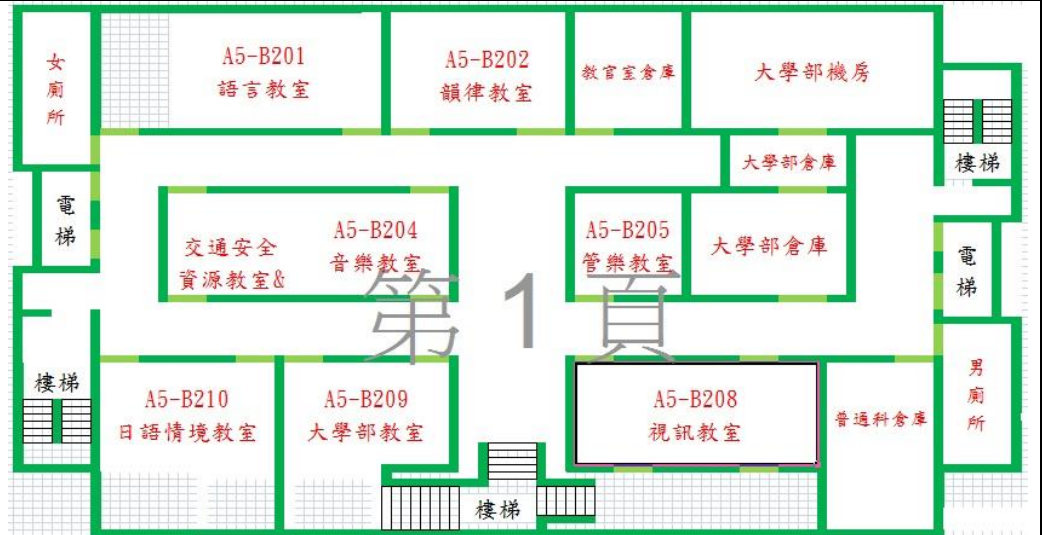 女廁所
A5-B201
語言教室
A5-B202
韻律教室
教官室倉庫
大學部機房
樓梯
大學部倉庫
電梯
交通安全
資源教室&
A5-B204
音樂教室
A5-B205
管樂教室
大學部倉庫
電梯
第 1 頁
樓梯
A5-B210
日語情境教室
A5-B209
大學部教室
A5-B208
視訊教室
普通科倉庫
男廁所
樓梯